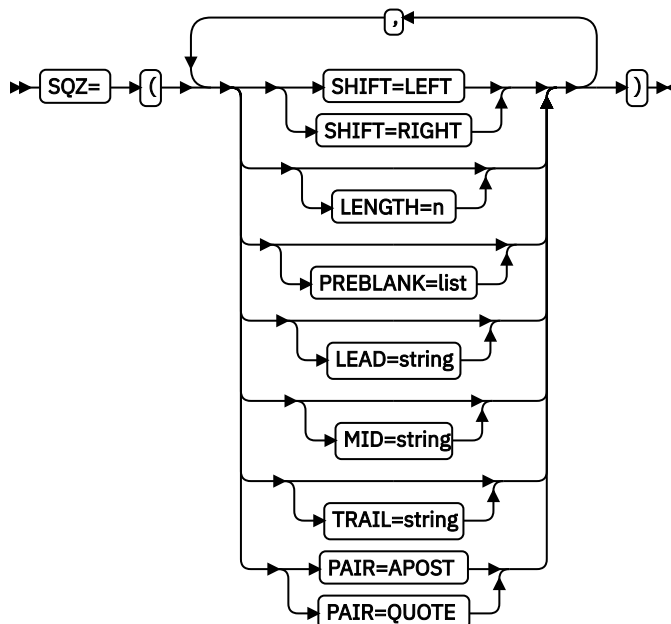 ,
SQZ= ( SHIFT=LEFT )
SHIFT=RIGHT
LENGTH=n
PREBLANK=list
LEAD=string
MID=string
TRAIL=string
PAIR=APOST
PAIR=QUOTE